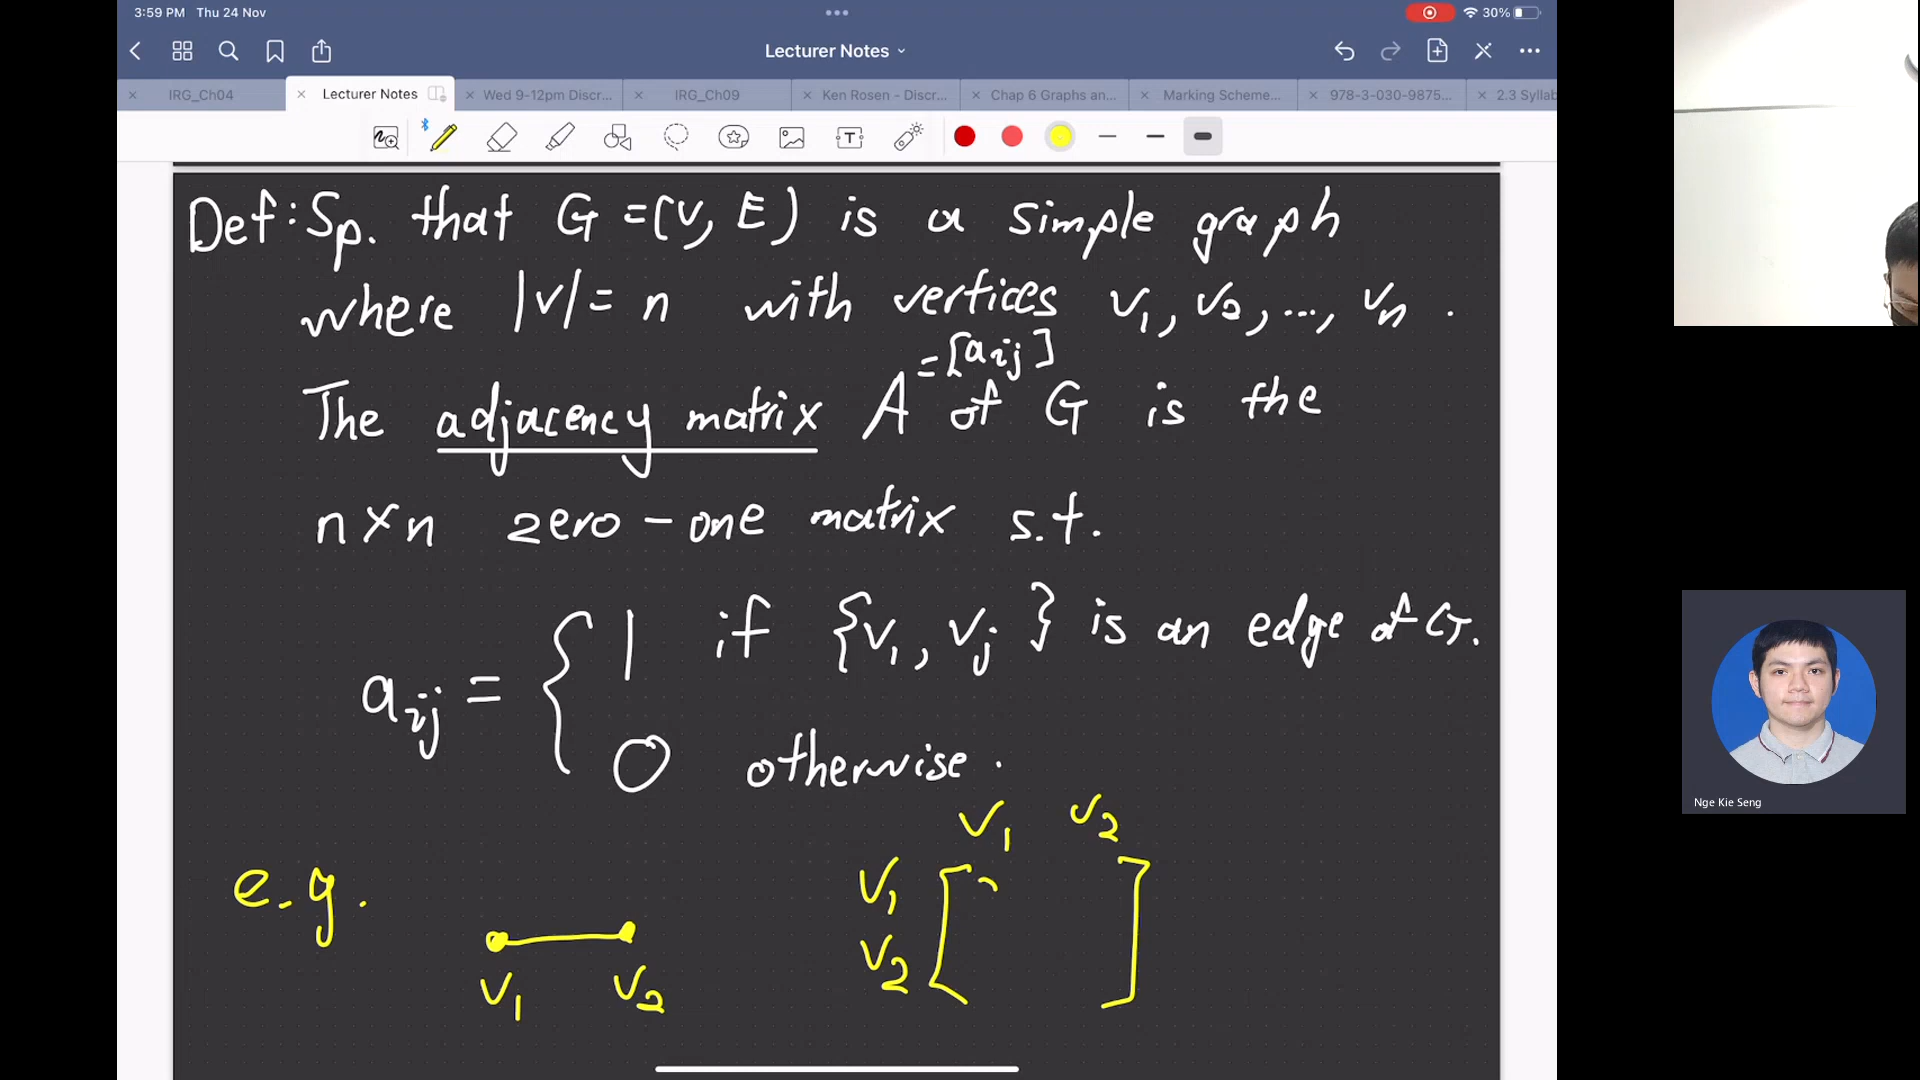 3:59 PM Thu 24 Nov
30%
Lecturer Notes
IRG_Ch04
Lecturer Notes
Wed 9-12pm Discr...
IRG_Ch09
Ken Rosen - Discr...
Chap 6 Graphs an...
Marking Scheme...
978-3-030-9875...
2.3 Syllab
Def: Sp. that G = (V, E) is a simple graph
where |V| = n with vertices v1, v2, ..., vn .
= [aij]
The adjacency matrix A of G is the
n×n zero-one matrix s.t.
aij = { 1 if {v1, vj} is an edge of G.
0 otherwise.
e.g.
v1 v2
v1
v2
v1 v2
Nge Kie Seng